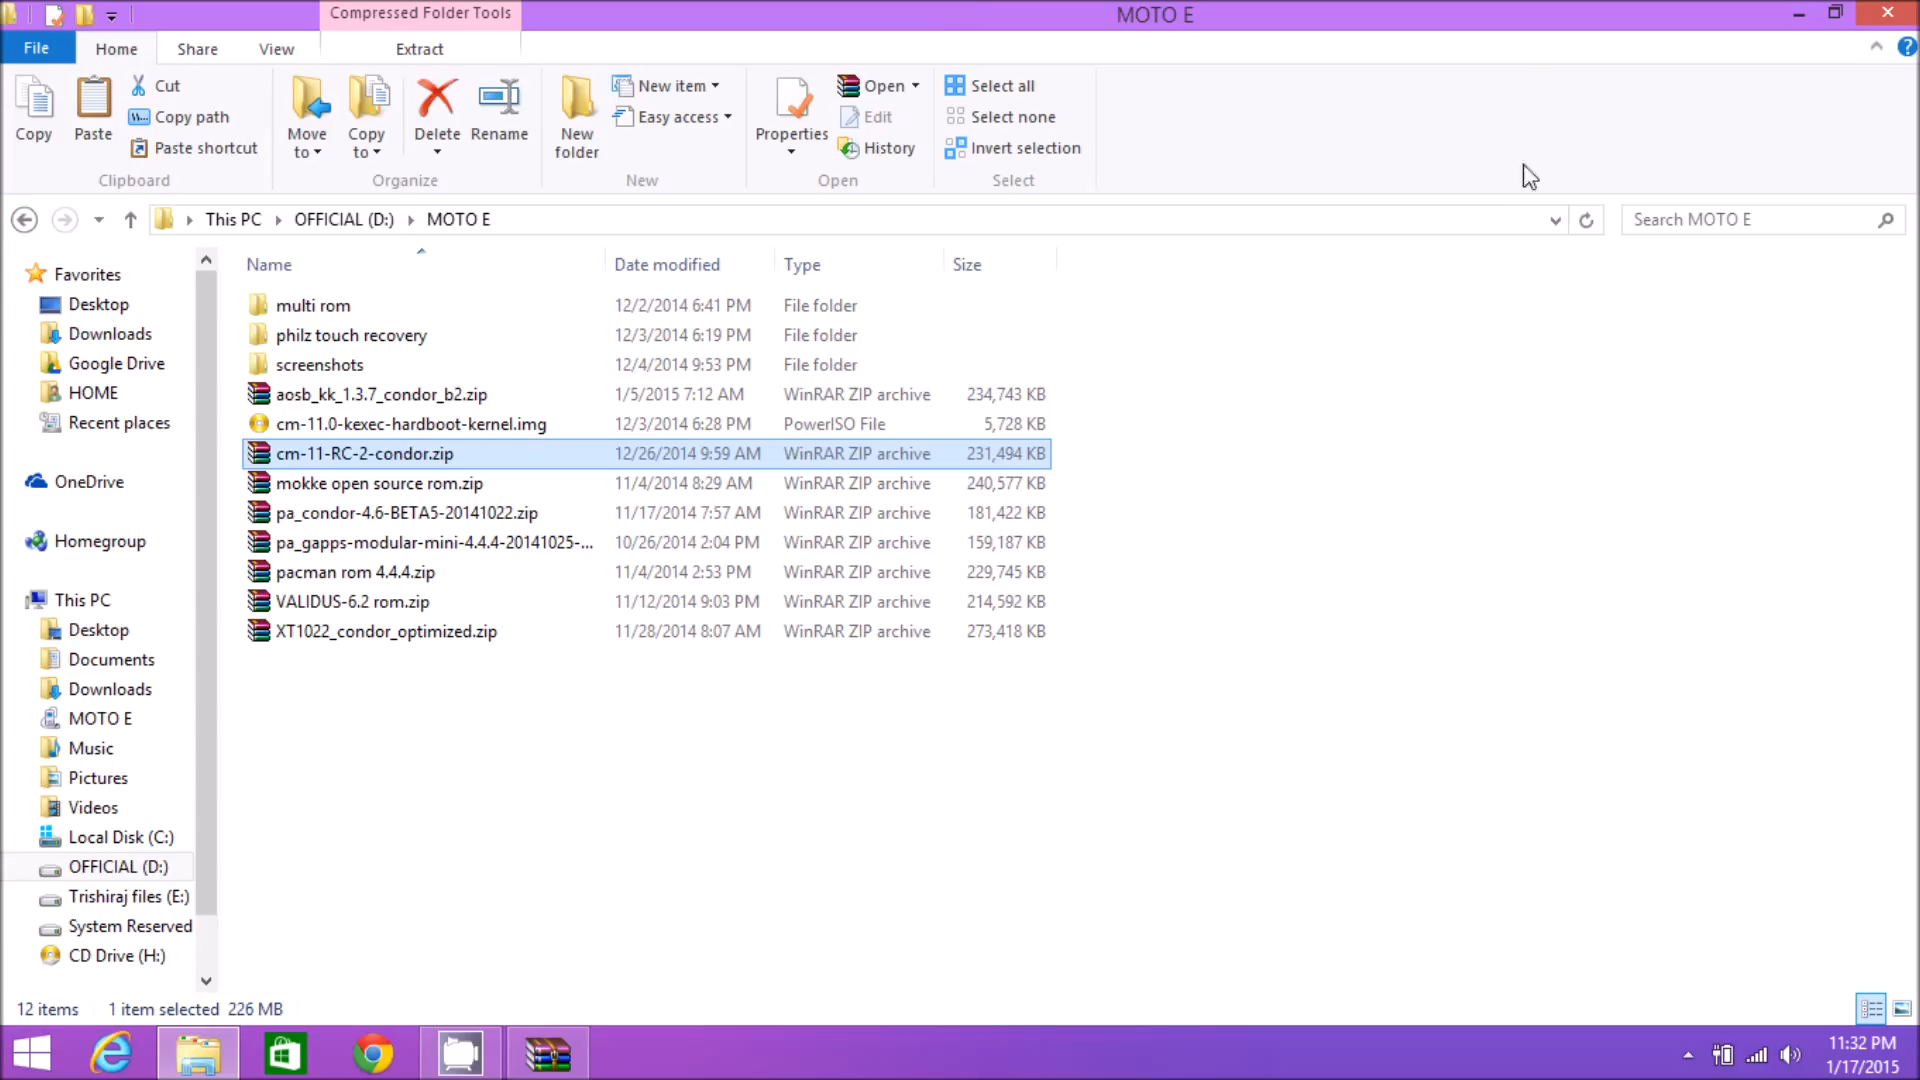 Compressed Folder Tools
MOTO E
File Home Share View Extract
Copy
Paste
Cut
Copy path
Paste shortcut
Clipboard
Move to
Copy to
Delete
Rename
Organize
New folder
New item
Easy access
New
Properties
Open
Edit
History
Open
Select all
Select none
Invert selection
Select
This PC OFFICIAL (D:) MOTO E
Search MOTO E
Favorites
Desktop
Downloads
Google Drive
HOME
Recent places
OneDrive
Homegroup
This PC
Desktop
Documents
Downloads
MOTO E
Music
Pictures
Videos
Local Disk (C:)
OFFICIAL (D:)
Trishiraj files (E:)
System Reserved
CD Drive (H:)
Name Date modified Type Size
multi rom 12/2/2014 6:41 PM File folder
philz touch recovery 12/3/2014 6:19 PM File folder
screenshots 12/4/2014 9:53 PM File folder
aosb_kk_1.3.7_condor_b2.zip 1/5/2015 7:12 AM WinRAR ZIP archive 234,743 KB
cm-11.0-kexec-hardboot-kernel.img 12/3/2014 6:28 PM PowerISO File 5,728 KB
cm-11-RC-2-condor.zip 12/26/2014 9:59 AM WinRAR ZIP archive 231,494 KB
mokke open source rom.zip 11/4/2014 8:29 AM WinRAR ZIP archive 240,577 KB
pa_condor-4.6-BETA5-20141022.zip 11/17/2014 7:57 AM WinRAR ZIP archive 181,422 KB
pa_gapps-modular-mini-4.4.4-20141025-... 10/26/2014 2:04 PM WinRAR ZIP archive 159,187 KB
pacman rom 4.4.4.zip 11/4/2014 2:53 PM WinRAR ZIP archive 229,745 KB
VALIDUS-6.2 rom.zip 11/12/2014 9:03 PM WinRAR ZIP archive 214,592 KB
XT1022_condor_optimized.zip 11/28/2014 8:07 AM WinRAR ZIP archive 273,418 KB
12 items 1 item selected 226 MB
11:32 PM
1/17/2015